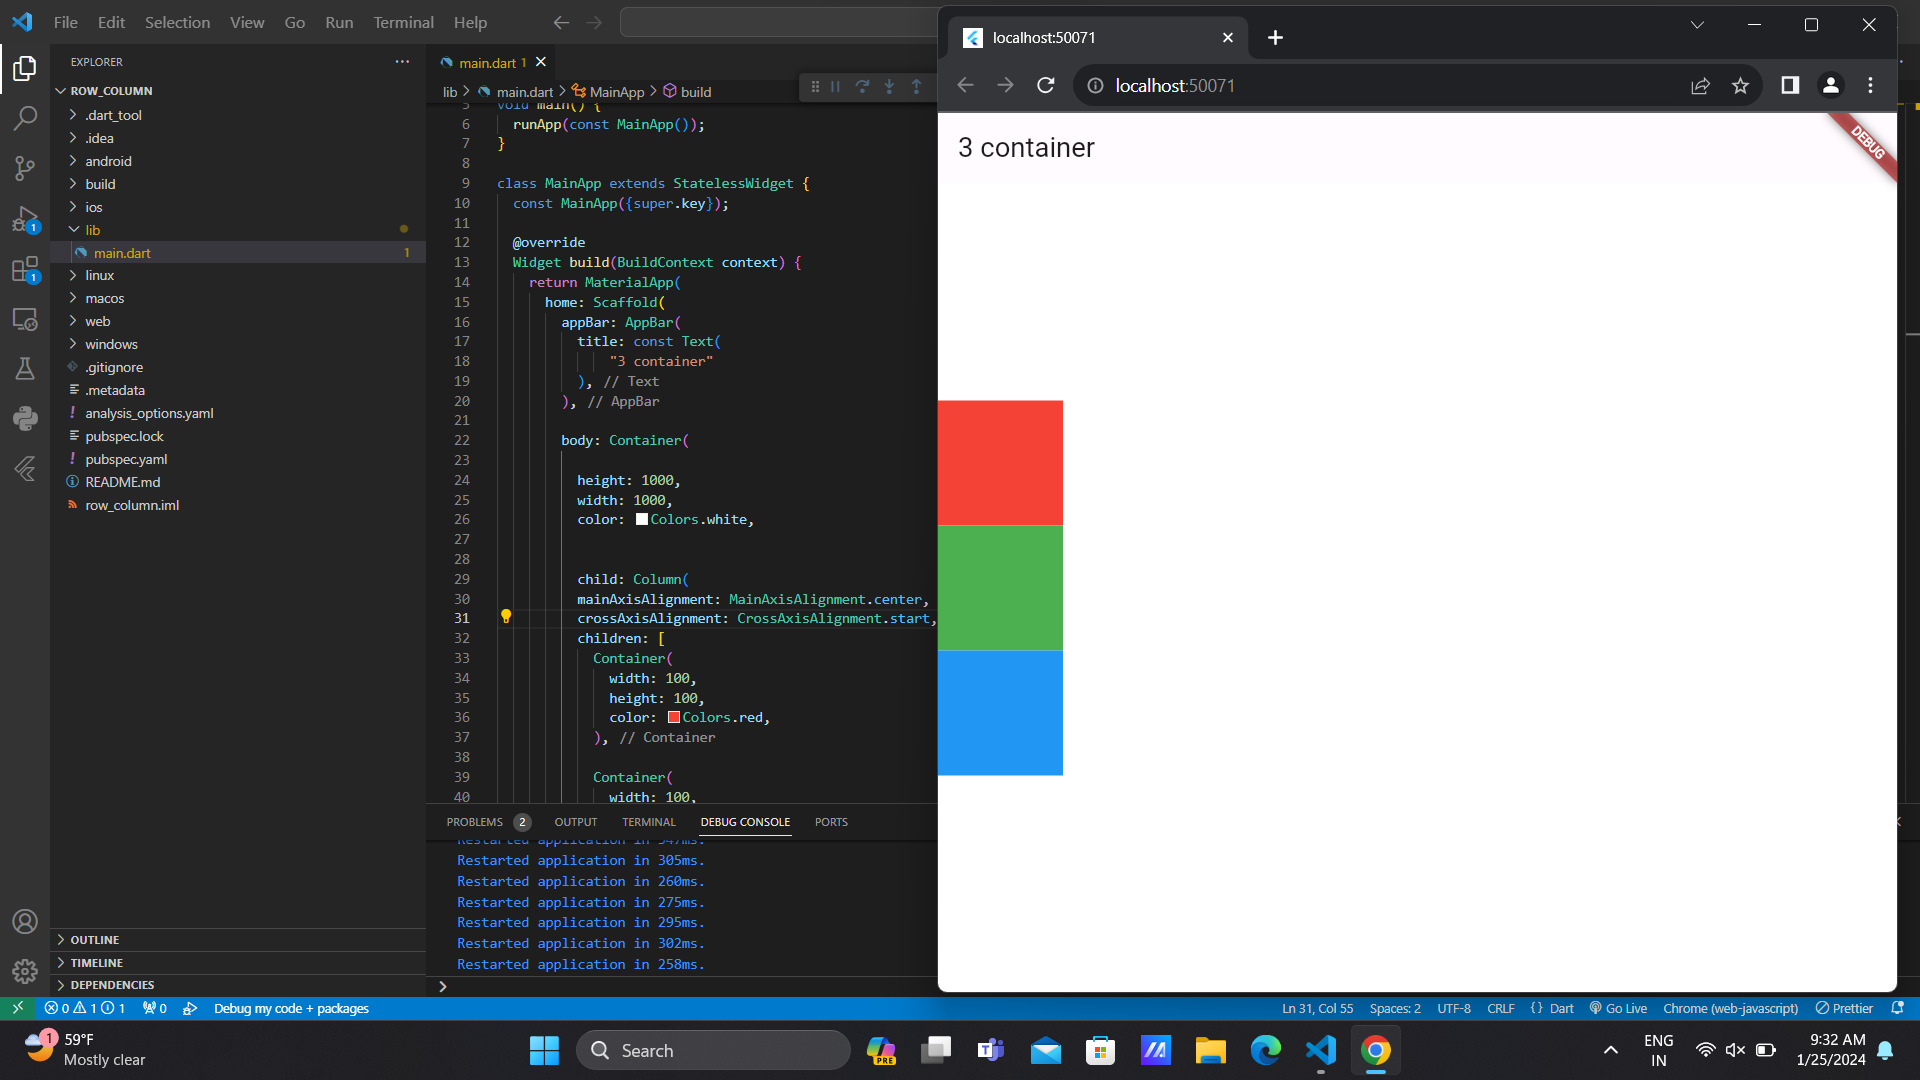 File Edit Selection View Go Run Terminal Help
EXPLORER
ROW_COLUMN
.dart_tool
.idea
android
build
ios
lib
main.dart 1
linux
macos
web
windows
.gitignore
.metadata
analysis_options.yaml
pubspec.lock
pubspec.yaml
README.md
row_column.iml
OUTLINE
TIMELINE
DEPENDENCIES
1
1
main.dart 1
lib > main.dart > MainApp > build
5 void main() {
6 runApp(const MainApp());
7 }
8
9 class MainApp extends StatelessWidget {
10 const MainApp({super.key});
11
12 @override
13 Widget build(BuildContext context) {
14 return MaterialApp(
15 home: Scaffold(
16 appBar: AppBar(
17 title: const Text(
18 "3 container"
19 ), // Text
20 ), // AppBar
21
22 body: Container(
23
24 height: 1000,
25 width: 1000,
26 color: Colors.white,
27
28
29 child: Column(
30 mainAxisAlignment: MainAxisAlignment.center,
31 crossAxisAlignment: CrossAxisAlignment.start,
32 children: [
33 Container(
34 width: 100,
35 height: 100,
36 color: Colors.red,
37 ), // Container
38
39 Container(
40 width: 100,
PROBLEMS 2 OUTPUT TERMINAL DEBUG CONSOLE PORTS
Restarted application in 347ms.
Restarted application in 305ms.
Restarted application in 260ms.
Restarted application in 275ms.
Restarted application in 295ms.
Restarted application in 302ms.
Restarted application in 258ms.
localhost:50071
localhost:50071
3 container
DEBUG
0 1 1 0 Debug my code + packages
Ln 31, Col 55 Spaces: 2 UTF-8 CRLF {} Dart Go Live Chrome (web-javascript) Prettier
1
59°F
Mostly clear
Search
PRE
ENG
IN
9:32 AM
1/25/2024